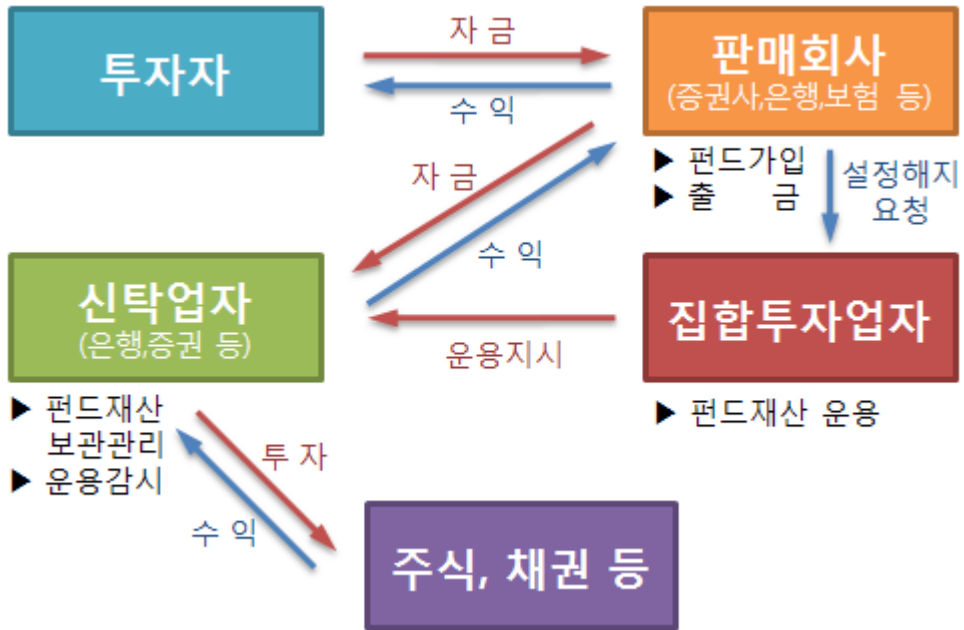 투자자
자 금
수 익
판매회사
(증권사,은행,보험 등)
▶ 펀드가입
▶ 출 금
설정해지
요청
자 금
수 익
신탁업자
(은행,증권 등)
운용지시
집합투자업자
▶ 펀드재산
보관관리
▶ 운용감시
▶ 펀드재산 운용
투 자
수 익
주식, 채권 등